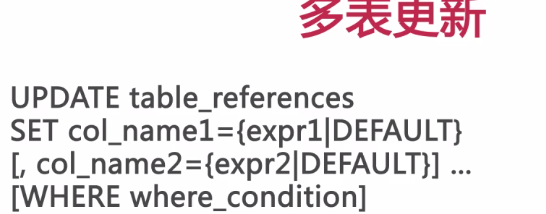 多表更新
UPDATE table_references
SET col_name1={expr1|DEFAULT}
[, col_name2={expr2|DEFAULT}] ...
[WHERE where_condition]